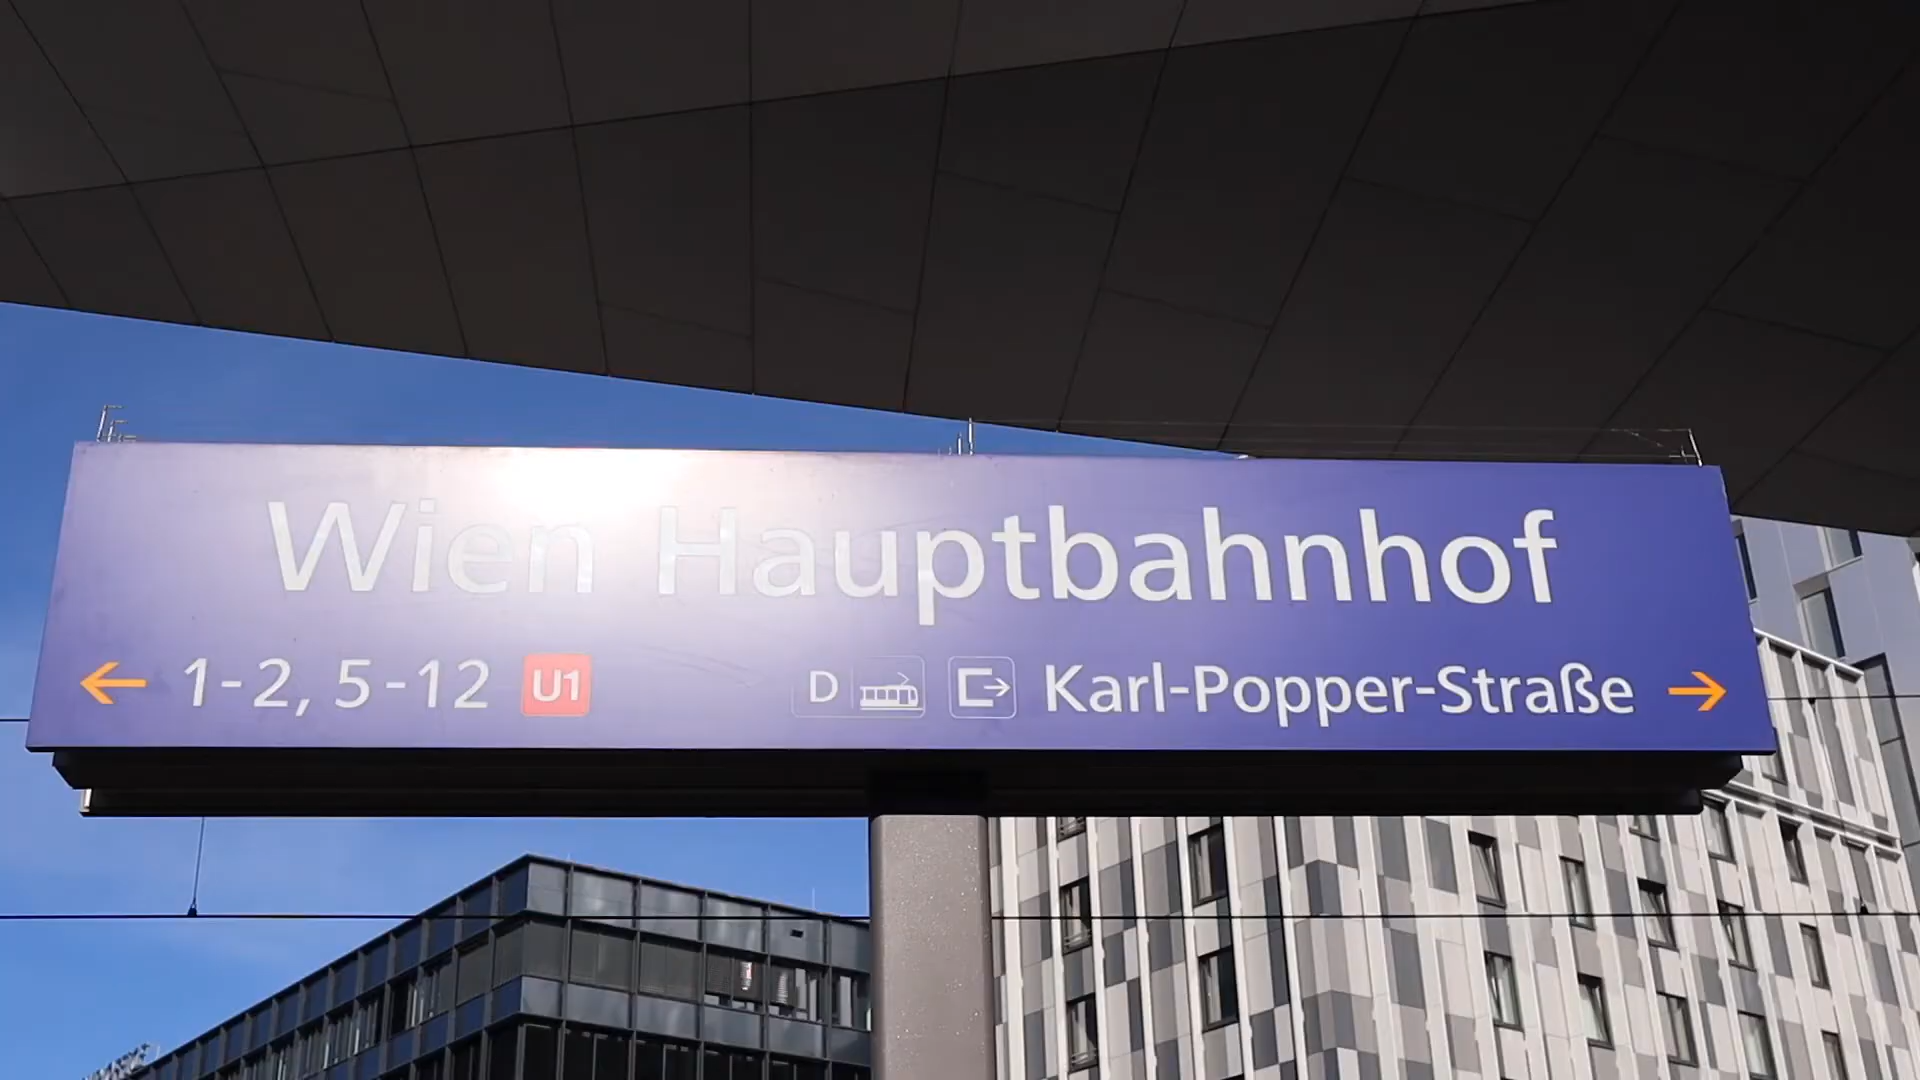 Wien Hauptbahnhof
← 1-2, 5-12 U1 D Karl-Popper-Straße →